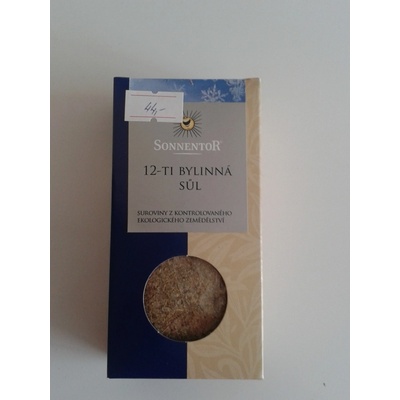 44,-
SONNENTOR
12-TI BYLINNÁ
SŮL
SUROVINY Z KONTROLOVANÉHO
EKOLOGICKÉHO ZEMĚDĚLSTVÍ